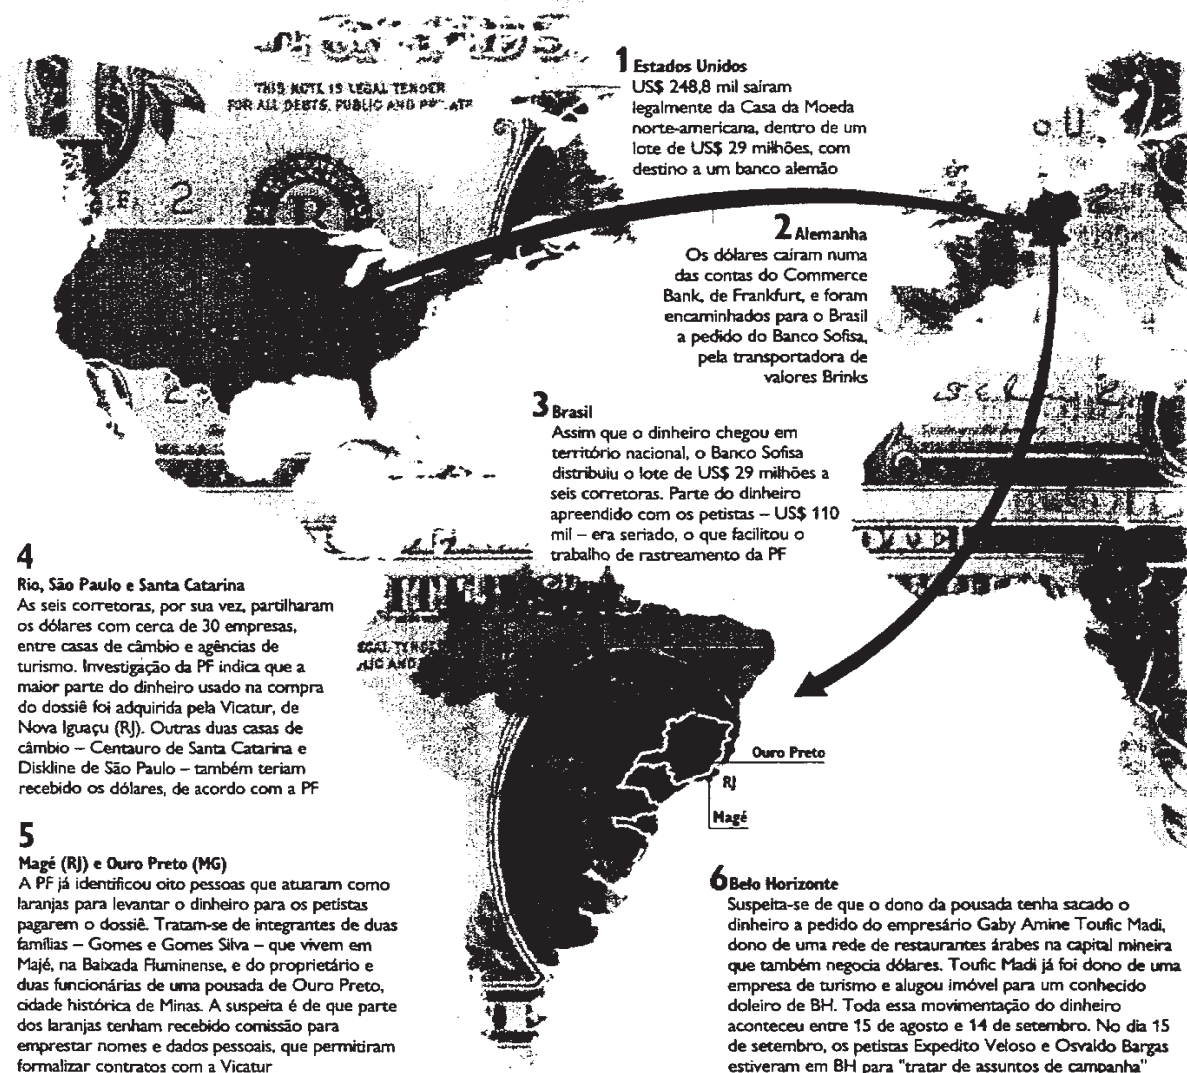 THIS NOTE IS LEGAL TENDER
FOR ALL DEBTS, PUBLIC AND
1 Estados Unidos
US$ 248,8 mil saíram
legalmente da Casa da Moeda
norte-americana, dentro de um
lote de US$ 29 milhões, com
destino a um banco alemão
2 Alemanha
Os dólares caíram numa
das contas do Commerce
Bank, de Frankfurt, e foram
encaminhados para o Brasil
a pedido do Banco Sofisa,
pela transportadora de
valores Brinks
3 Brasil
Assim que o dinheiro chegou em
território nacional, o Banco Sofisa
distribuiu o lote de US$ 29 milhões a
seis corretoras. Parte do dinheiro
apreendido com os petistas – US$ 110
mil – era seriado, o que facilitou o
trabalho de rastreamento da PF
4
Rio, São Paulo e Santa Catarina
As seis corretoras, por sua vez, partilharam
os dólares com cerca de 30 empresas,
entre casas de câmbio e agências de
turismo. Investigação da PF indica que a
maior parte do dinheiro usado na compra
do dossiê foi adquirida pela Vicatur, de
Nova Iguaçu (RJ). Outras duas casas de
câmbio – Centauro de Santa Catarina e
Diskline de São Paulo – também teriam
recebido os dólares, de acordo com a PF
Ouro Preto
RJ
Magé
5
Magé (RJ) e Ouro Preto (MG)
A PF já identificou oito pessoas que atuaram como
laranjas para levantar o dinheiro para os petistas
pagarem o dossiê. Tratam-se de integrantes de duas
famílias – Gomes e Gomes Silva – que vivem em
Majé, na Baixada Fluminense, e do proprietário e
duas funcionárias de uma pousada de Ouro Preto,
cidade histórica de Minas. A suspeita é de que parte
dos laranjas tenham recebido comissão para
emprestar nomes e dados pessoais, que permitiram
formalizar contratos com a Vicatur
6 Belo Horizonte
Suspeita-se de que o dono da pousada tenha sacado o
dinheiro a pedido do empresário Gaby Amine Toufic Madi,
dono de uma rede de restaurantes árabes na capital mineira
que também negocia dólares. Toufic Madi já foi dono de uma
empresa de turismo e alugou imóvel para um conhecido
doleiro de BH. Toda essa movimentação do dinheiro
aconteceu entre 15 de agosto e 14 de setembro. No dia 15
de setembro, os petistas Expedito Veloso e Osvaldo Bargas
estiveram em BH para "tratar de assuntos de campanha"